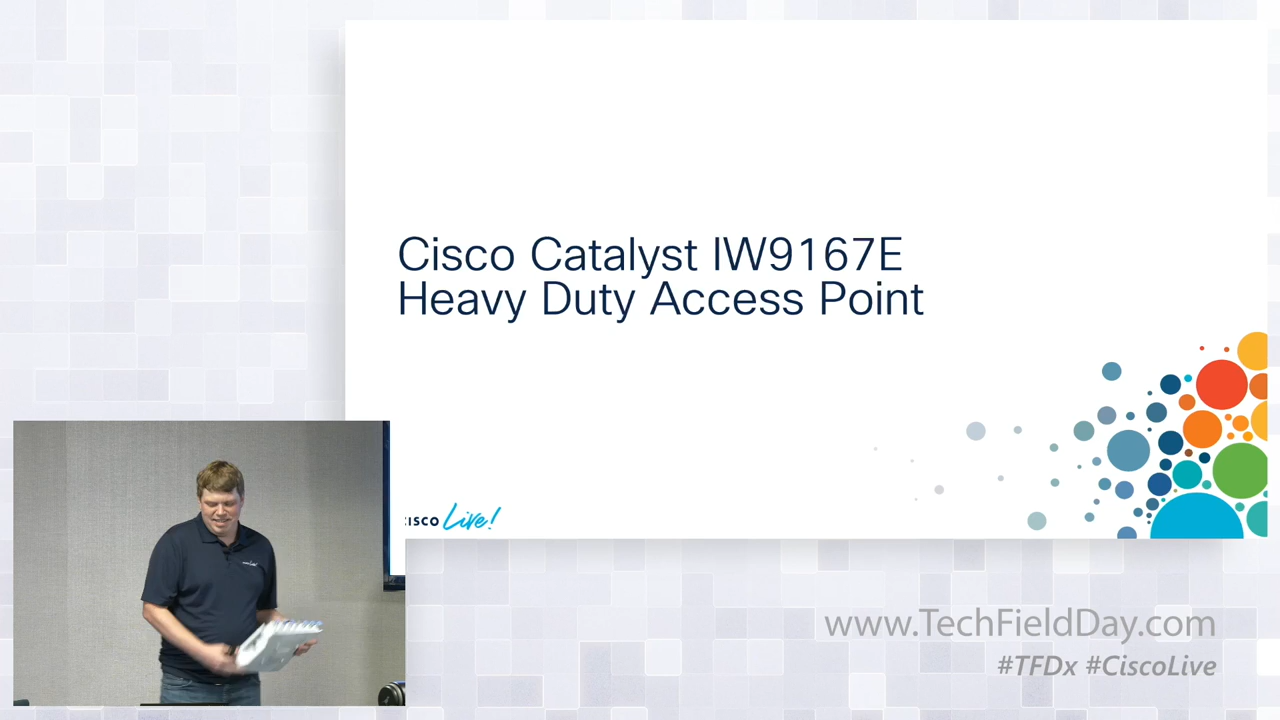 Cisco Catalyst IW9167E
Heavy Duty Access Point
CISCO Live!
www.TechFieldDay.com
#TFDx #CiscoLive